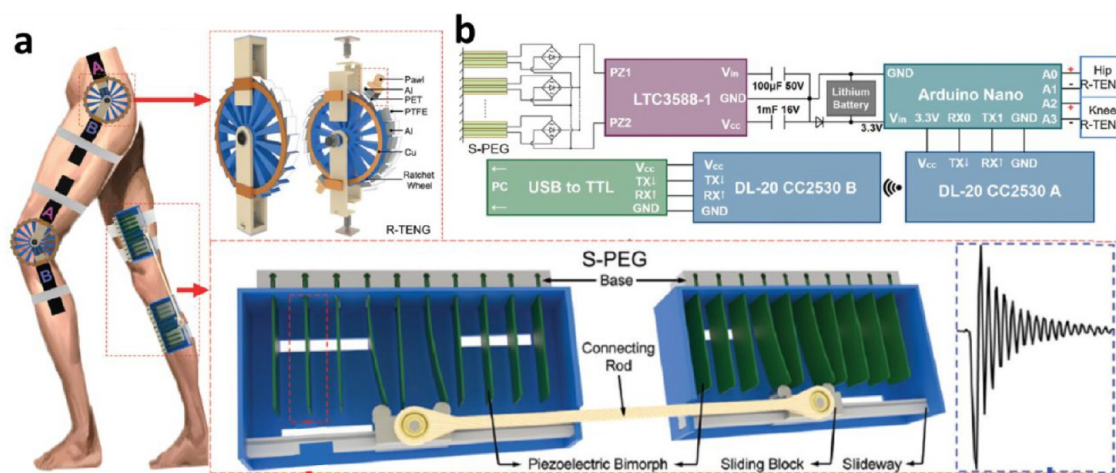 a
A
B
A
B
Pawl
Al
PET
PTFE
Al
Cu
Ratchet
Wheel
R-TENG
b
S-PEG
PZ1
PZ2
LTC3588-1
Vin
GND
Vcc
100μF 50V
1mF 16V
Lithium
Battery
3.3V
GND
Arduino Nano
A0
A1
A2
A3
Vin 3.3V RX0 TX1 GND
+
-
+
-
Hip
R-TENG
Knee
R-TENG
←
PC
←
USB to TTL
Vcc
TX↓
RX↑
GND
Vcc
TX↓
RX↑
GND
DL-20 CC2530 B
Vcc TX↓ RX↑ GND
DL-20 CC2530 A
S-PEG
Base
Connecting
Rod
Piezoelectric Bimorph
Sliding Block
Slideway